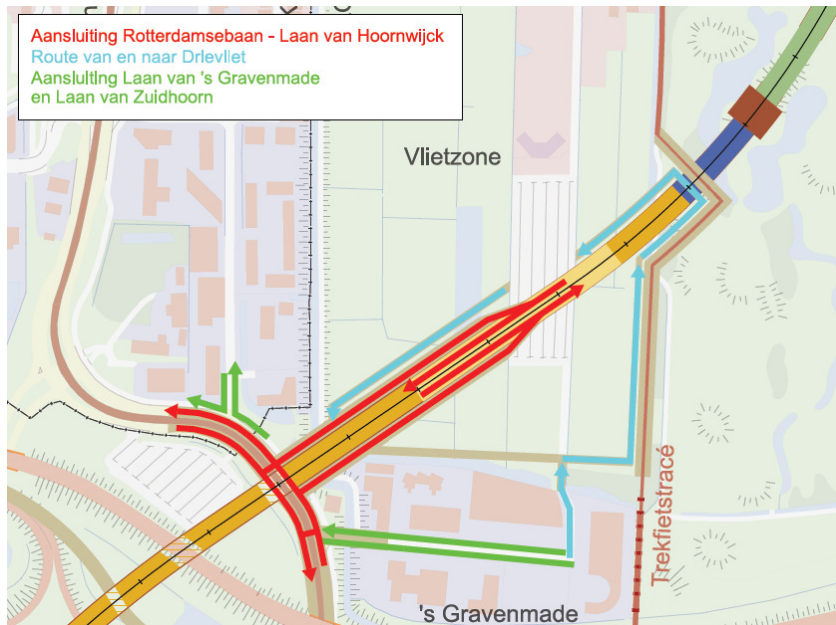 Aansluiting Rotterdamsebaan - Laan van Hoornwijck
Route van en naar Drievliet
Aansluiting Laan van 's Gravenmade
en Laan van Zuidhoorn
Vlietzone
Trekfietstracé
's Gravenmade